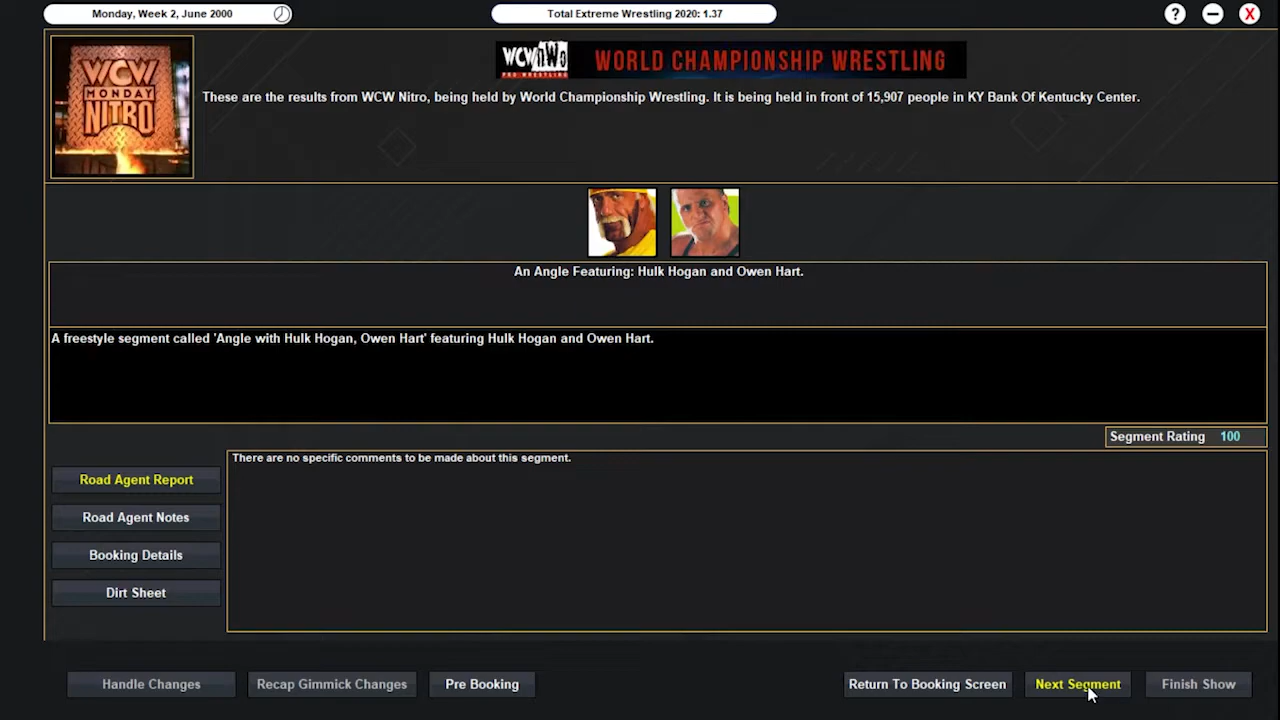 Monday, Week 2, June 2000
Total Extreme Wrestling 2020: 1.37
?
X
WCW
MONDAY
NITRO
WCW nWo
PRO WRESTLING
WORLD CHAMPIONSHIP WRESTLING
These are the results from WCW Nitro, being held by World Championship Wrestling. It is being held in front of 15,907 people in KY Bank Of Kentucky Center.
An Angle Featuring: Hulk Hogan and Owen Hart.
A freestyle segment called 'Angle with Hulk Hogan, Owen Hart' featuring Hulk Hogan and Owen Hart.
Segment Rating 100
Road Agent Report
There are no specific comments to be made about this segment.
Road Agent Notes
Booking Details
Dirt Sheet
Handle Changes
Recap Gimmick Changes
Pre Booking
Return To Booking Screen
Next Segment
Finish Show